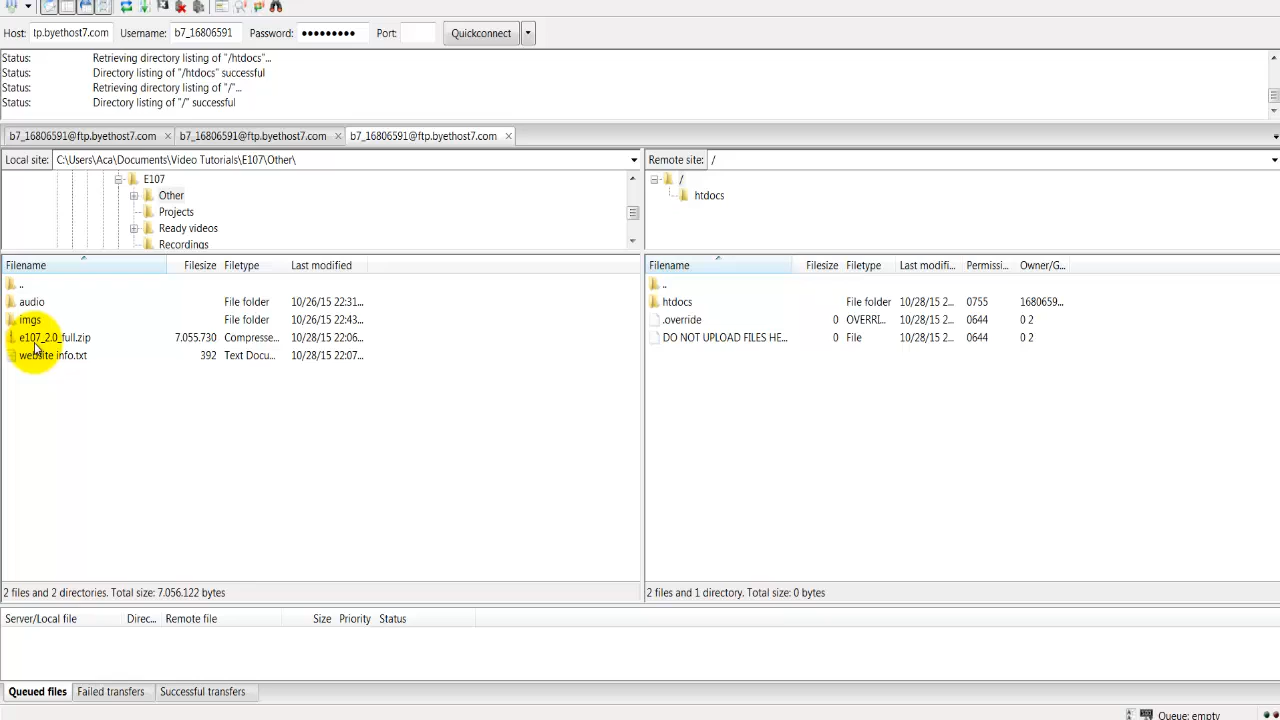 Host: tp.byethost7.com Username: b7_16806591 Password: ●●●●●●●●● Port: Quickconnect
Status: Retrieving directory listing of "/htdocs"...
Status: Directory listing of "/htdocs" successful
Status: Retrieving directory listing of "/"...
Status: Directory listing of "/" successful
b7_16806591@ftp.byethost7.com b7_16806591@ftp.byethost7.com b7_16806591@ftp.byethost7.com
Local site: C:\Users\Aca\Documents\Video Tutorials\E107\Other\
E107
Other
Projects
Ready videos
Recordings
Filename Filesize Filetype Last modified
..
audio File folder 10/26/15 22:31...
imgs File folder 10/26/15 22:43...
e107_2.0_full.zip 7.055.730 Compresse... 10/28/15 22:06...
website info.txt 392 Text Docu... 10/28/15 22:07...
2 files and 2 directories. Total size: 7.056.122 bytes
Remote site: /
/
htdocs
Filename Filesize Filetype Last modifi... Permissi... Owner/G...
..
htdocs File folder 10/28/15 2... 0755 1680659...
.override 0 OVERRI... 10/28/15 2... 0644 0 2
DO NOT UPLOAD FILES HE... 0 File 10/28/15 2... 0644 0 2
2 files and 1 directory. Total size: 0 bytes
Server/Local file Direc... Remote file Size Priority Status
Queued files Failed transfers Successful transfers
Queue: empty